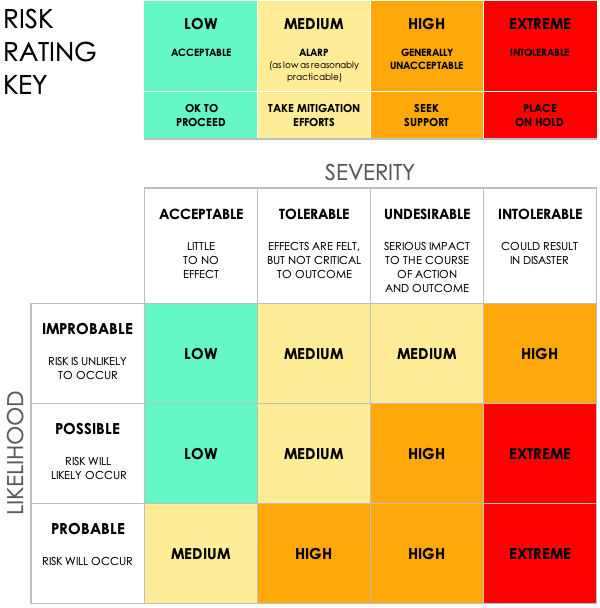 RISK
RATING
KEY
LOW
ACCEPTABLE
OK TO
PROCEED
MEDIUM
ALARP
(as low as reasonably
practicable)
TAKE MITIGATION
EFFORTS
HIGH
GENERALLY
UNACCEPTABLE
SEEK
SUPPORT
EXTREME
INTOLERABLE
PLACE
ON HOLD
SEVERITY
ACCEPTABLE
LITTLE
TO NO
EFFECT
TOLERABLE
EFFECTS ARE FELT,
BUT NOT CRITICAL
TO OUTCOME
UNDESIRABLE
SERIOUS IMPACT
TO THE COURSE
OF ACTION
AND OUTCOME
INTOLERABLE
COULD RESULT
IN DISASTER
LIKELIHOOD
IMPROBABLE
RISK IS UNLIKELY
TO OCCUR
LOW
MEDIUM
MEDIUM
HIGH
POSSIBLE
RISK WILL
LIKELY OCCUR
LOW
MEDIUM
HIGH
EXTREME
PROBABLE
RISK WILL OCCUR
MEDIUM
HIGH
HIGH
EXTREME